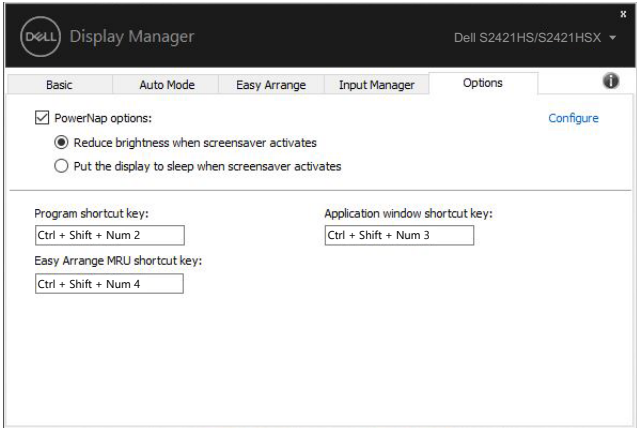 x
DELL Display Manager
Dell S2421HS/S2421HSX
Basic Auto Mode Easy Arrange Input Manager Options
PowerNap options: Configure
Reduce brightness when screensaver activates
Put the display to sleep when screensaver activates
Program shortcut key: Application window shortcut key:
Ctrl + Shift + Num 2 Ctrl + Shift + Num 3
Easy Arrange MRU shortcut key:
Ctrl + Shift + Num 4